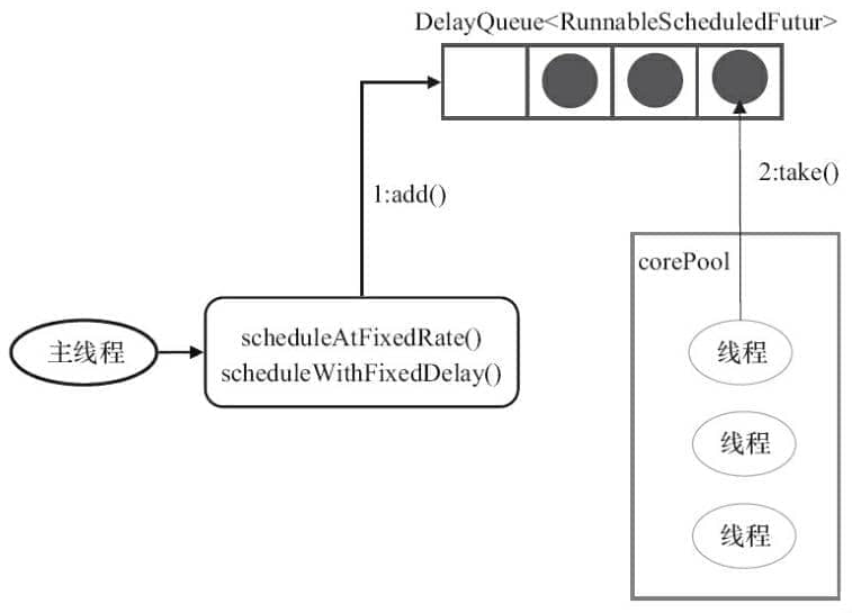 DelayQueue<RunnableScheduledFutur>
1:add()
2:take()
corePool
主线程
scheduleAtFixedRate()
scheduleWithFixedDelay()
线程
线程
线程